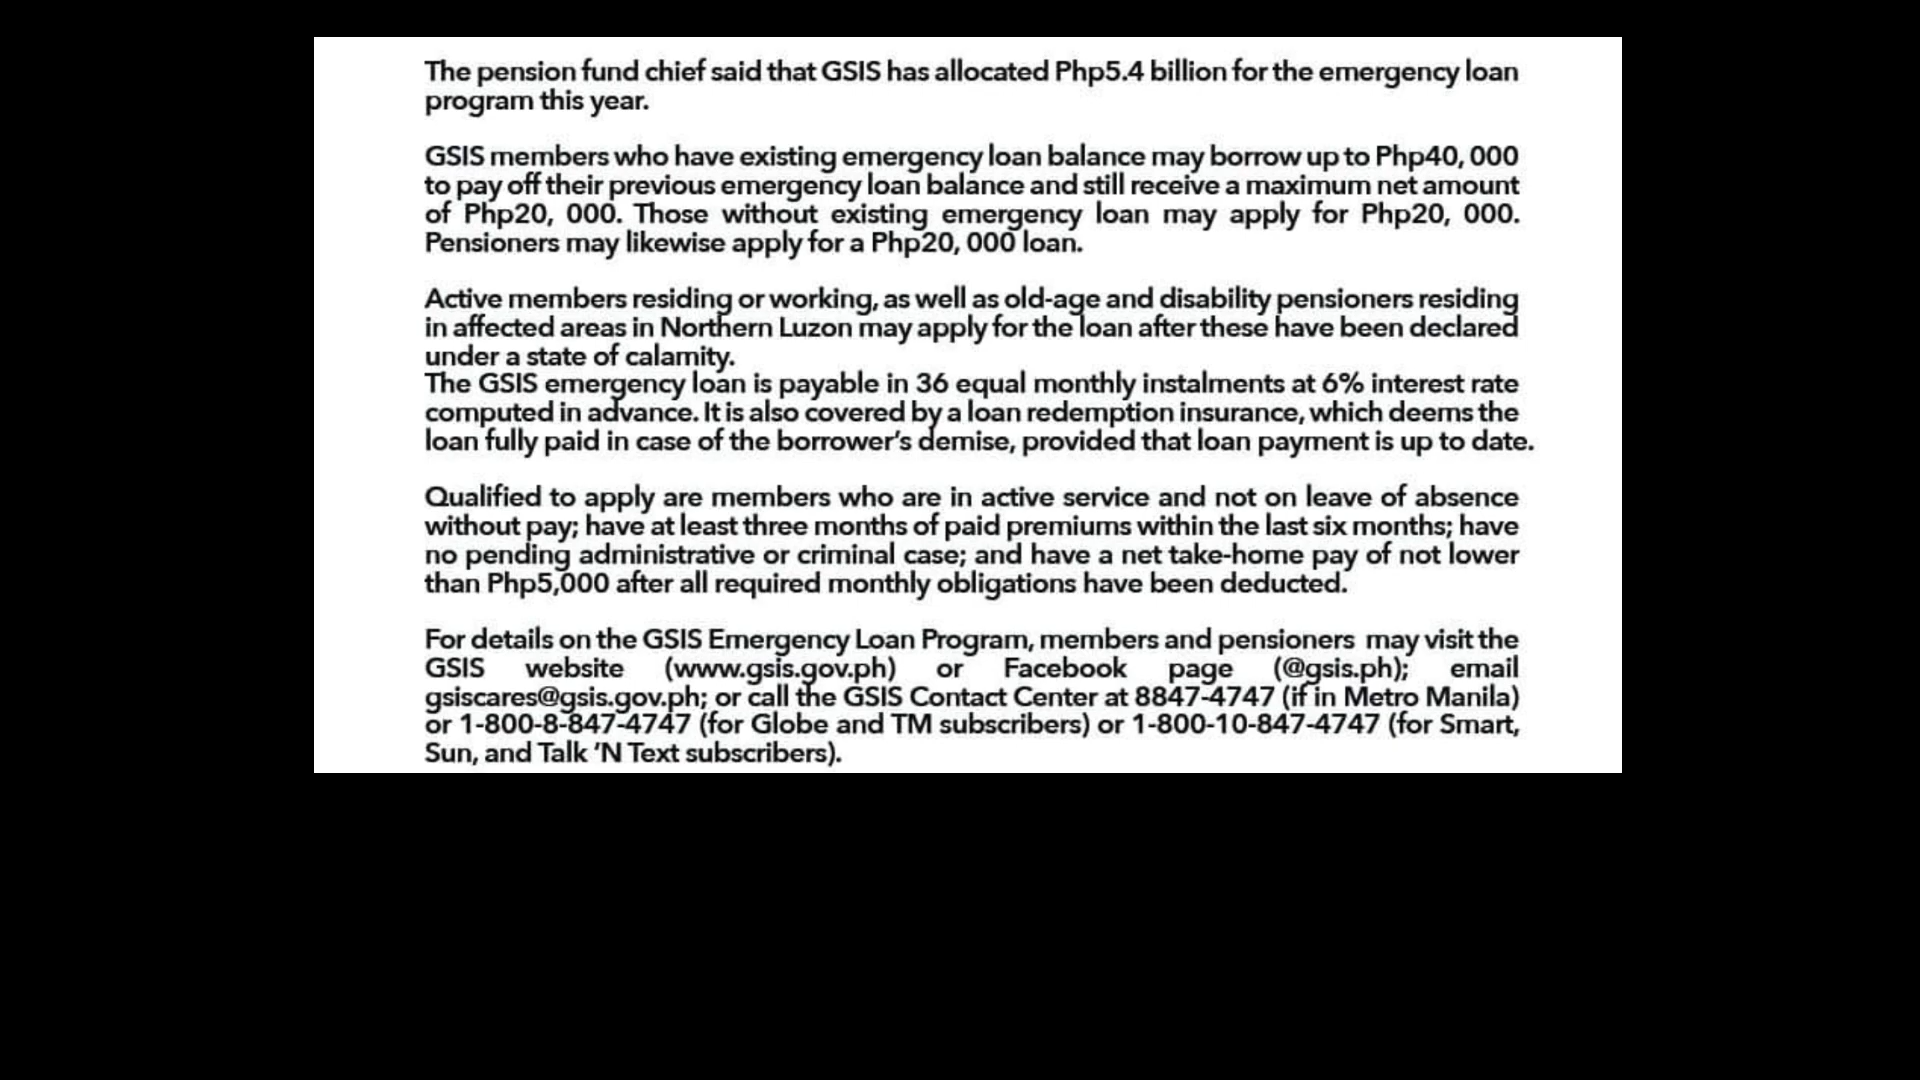 The pension fund chief said that GSIS has allocated Php5.4 billion for the emergency loan
program this year.
GSIS members who have existing emergency loan balance may borrow up to Php40, 000
to pay off their previous emergency loan balance and still receive a maximum net amount
of Php20, 000. Those without existing emergency loan may apply for Php20, 000.
Pensioners may likewise apply for a Php20, 000 loan.
Active members residing or working, as well as old-age and disability pensioners residing
in affected areas in Northern Luzon may apply for the loan after these have been declared
under a state of calamity.
The GSIS emergency loan is payable in 36 equal monthly instalments at 6% interest rate
computed in advance. It is also covered by a loan redemption insurance, which deems the
loan fully paid in case of the borrower’s demise, provided that loan payment is up to date.
Qualified to apply are members who are in active service and not on leave of absence
without pay; have at least three months of paid premiums within the last six months; have
no pending administrative or criminal case; and have a net take-home pay of not lower
than Php5,000 after all required monthly obligations have been deducted.
For details on the GSIS Emergency Loan Program, members and pensioners may visit the
GSIS website (www.gsis.gov.ph) or Facebook page (@gsis.ph); email
gsiscares@gsis.gov.ph; or call the GSIS Contact Center at 8847-4747 (if in Metro Manila)
or 1-800-8-847-4747 (for Globe and TM subscribers) or 1-800-10-847-4747 (for Smart,
Sun, and Talk ’N Text subscribers).